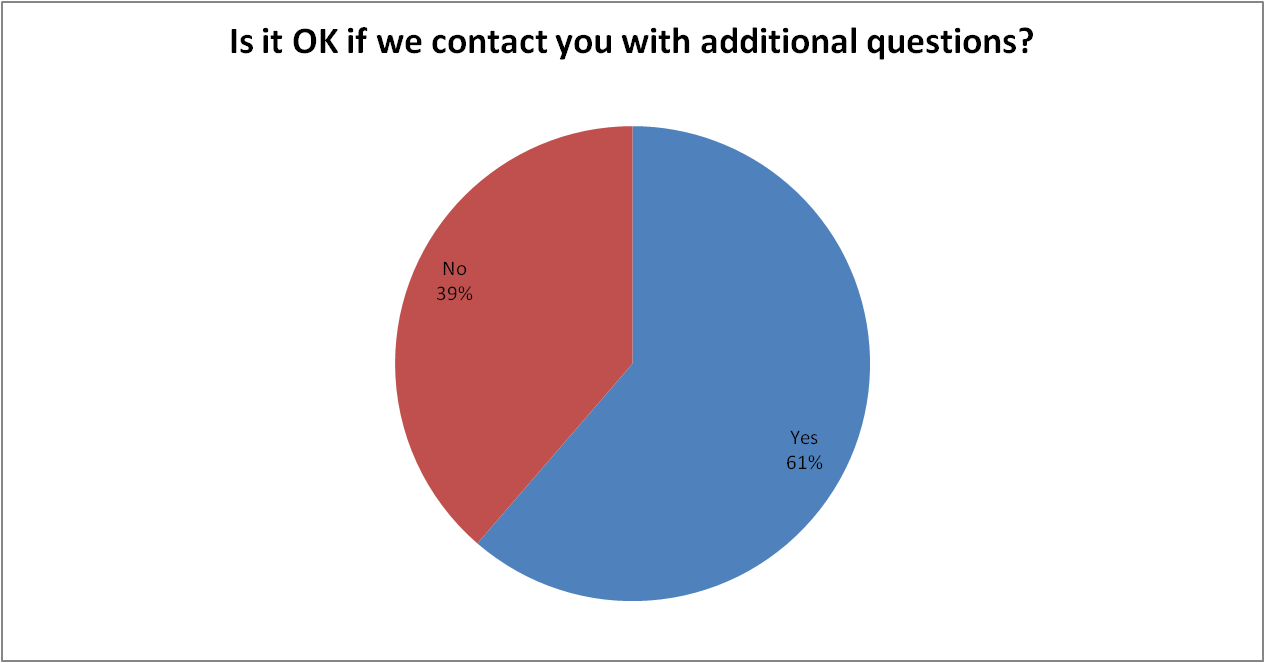 Is it OK if we contact you with additional questions?
No
39%
Yes
61%